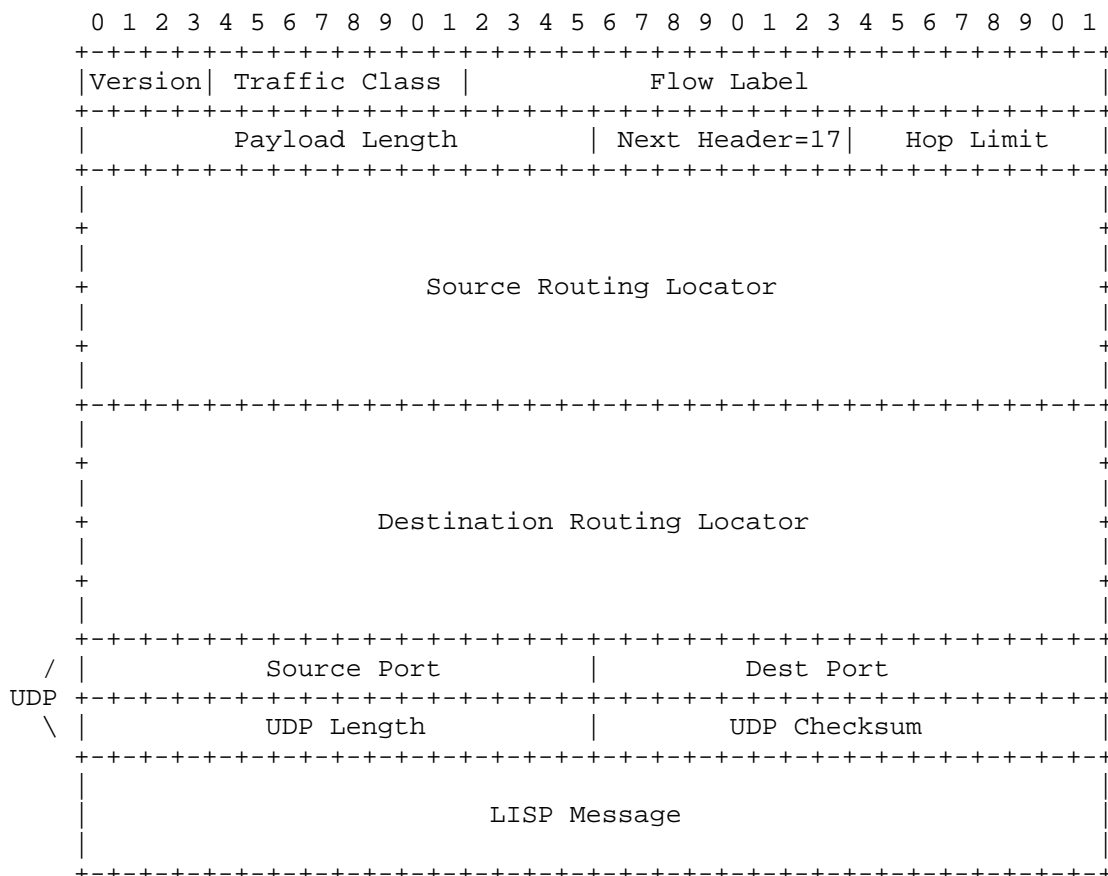 0 1 2 3 4 5 6 7 8 9 0 1 2 3 4 5 6 7 8 9 0 1 2 3 4 5 6 7 8 9 0 1
+-+-+-+-+-+-+-+-+-+-+-+-+-+-+-+-+-+-+-+-+-+-+-+-+-+-+-+-+-+-+-+-+
|Version| Traffic Class |           Flow Label                  |
+-+-+-+-+-+-+-+-+-+-+-+-+-+-+-+-+-+-+-+-+-+-+-+-+-+-+-+-+-+-+-+-+
|         Payload Length        | Next Header=17|   Hop Limit   |
+-+-+-+-+-+-+-+-+-+-+-+-+-+-+-+-+-+-+-+-+-+-+-+-+-+-+-+-+-+-+-+-+
|                                                               |
+                                                               +
|                                                               |
+                     Source Routing Locator                    +
|                                                               |
+                                                               +
|                                                               |
+-+-+-+-+-+-+-+-+-+-+-+-+-+-+-+-+-+-+-+-+-+-+-+-+-+-+-+-+-+-+-+-+
|                                                               |
+                                                               +
|                                                               |
+                  Destination Routing Locator                  +
|                                                               |
+                                                               +
|                                                               |
+-+-+-+-+-+-+-+-+-+-+-+-+-+-+-+-+-+-+-+-+-+-+-+-+-+-+-+-+-+-+-+-+
/ |           Source Port         |         Dest Port             |
UDP +-+-+-+-+-+-+-+-+-+-+-+-+-+-+-+-+-+-+-+-+-+-+-+-+-+-+-+-+-+-+-+-+
\ |           UDP Length          |        UDP Checksum           |
+-+-+-+-+-+-+-+-+-+-+-+-+-+-+-+-+-+-+-+-+-+-+-+-+-+-+-+-+-+-+-+-+
|                                                               |
|                         LISP Message                          |
|                                                               |
+-+-+-+-+-+-+-+-+-+-+-+-+-+-+-+-+-+-+-+-+-+-+-+-+-+-+-+-+-+-+-+-+